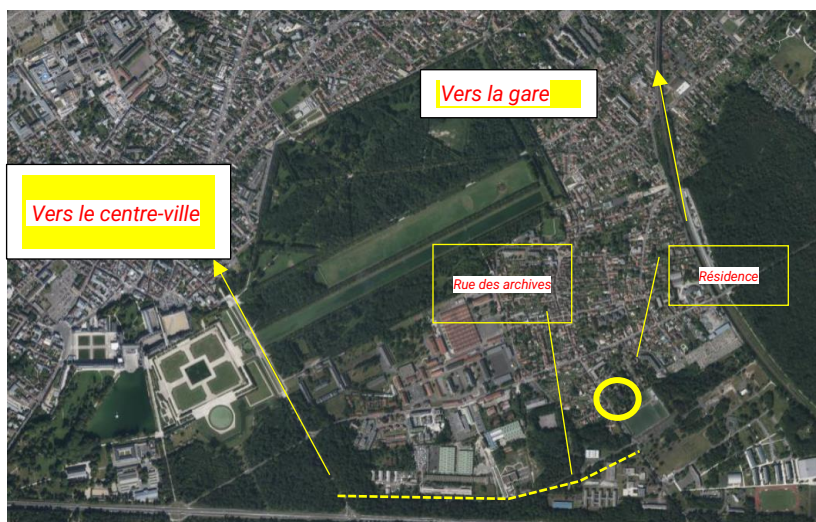 Vers la gare
Vers le centre-ville
Rue des archives
Résidence